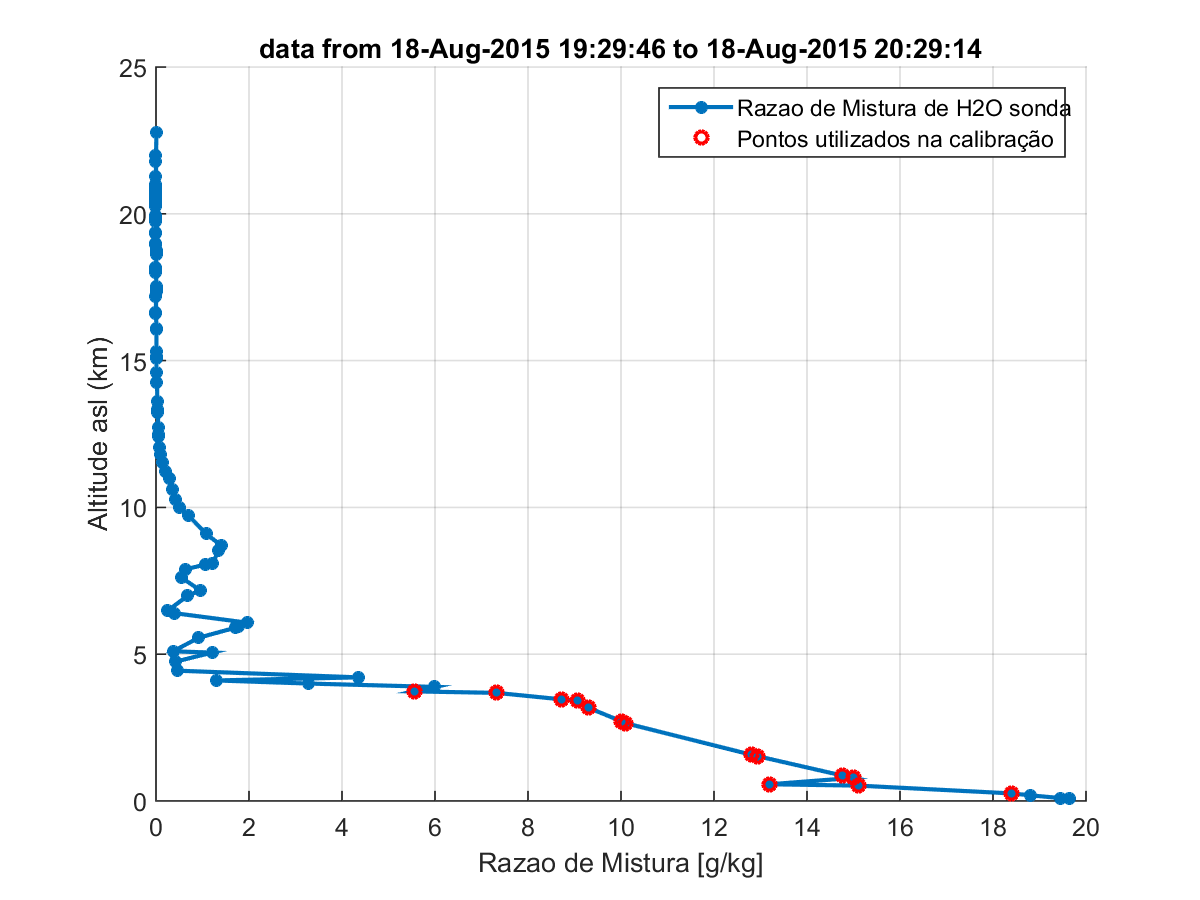 data from 18-Aug-2015 19:29:46 to 18-Aug-2015 20:29:14
Razao de Mistura de H2O sonda
Pontos utilizados na calibração
Altitude asl (km)
25
20
15
10
5
0
0 2 4 6 8 10 12 14 16 18 20
Razao de Mistura [g/kg]